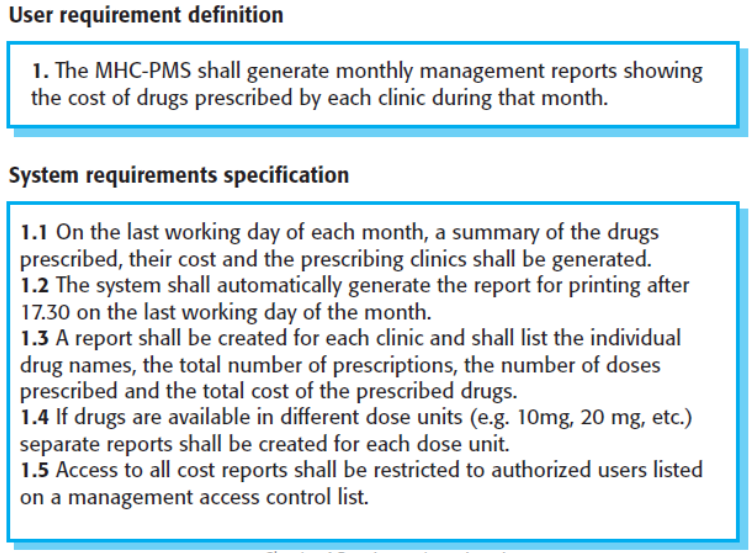 User requirement definition
1. The MHC-PMS shall generate monthly management reports showing
the cost of drugs prescribed by each clinic during that month.
System requirements specification
1.1 On the last working day of each month, a summary of the drugs
prescribed, their cost and the prescribing clinics shall be generated.
1.2 The system shall automatically generate the report for printing after
17.30 on the last working day of the month.
1.3 A report shall be created for each clinic and shall list the individual
drug names, the total number of prescriptions, the number of doses
prescribed and the total cost of the prescribed drugs.
1.4 If drugs are available in different dose units (e.g. 10mg, 20 mg, etc.)
separate reports shall be created for each dose unit.
1.5 Access to all cost reports shall be restricted to authorized users listed
on a management access control list.